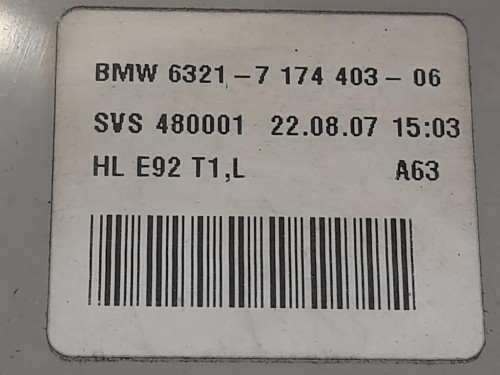 BMW 6321-7 174 403-06
SVS 480001 22.08.07 15:03
HL E92 T1,L A63